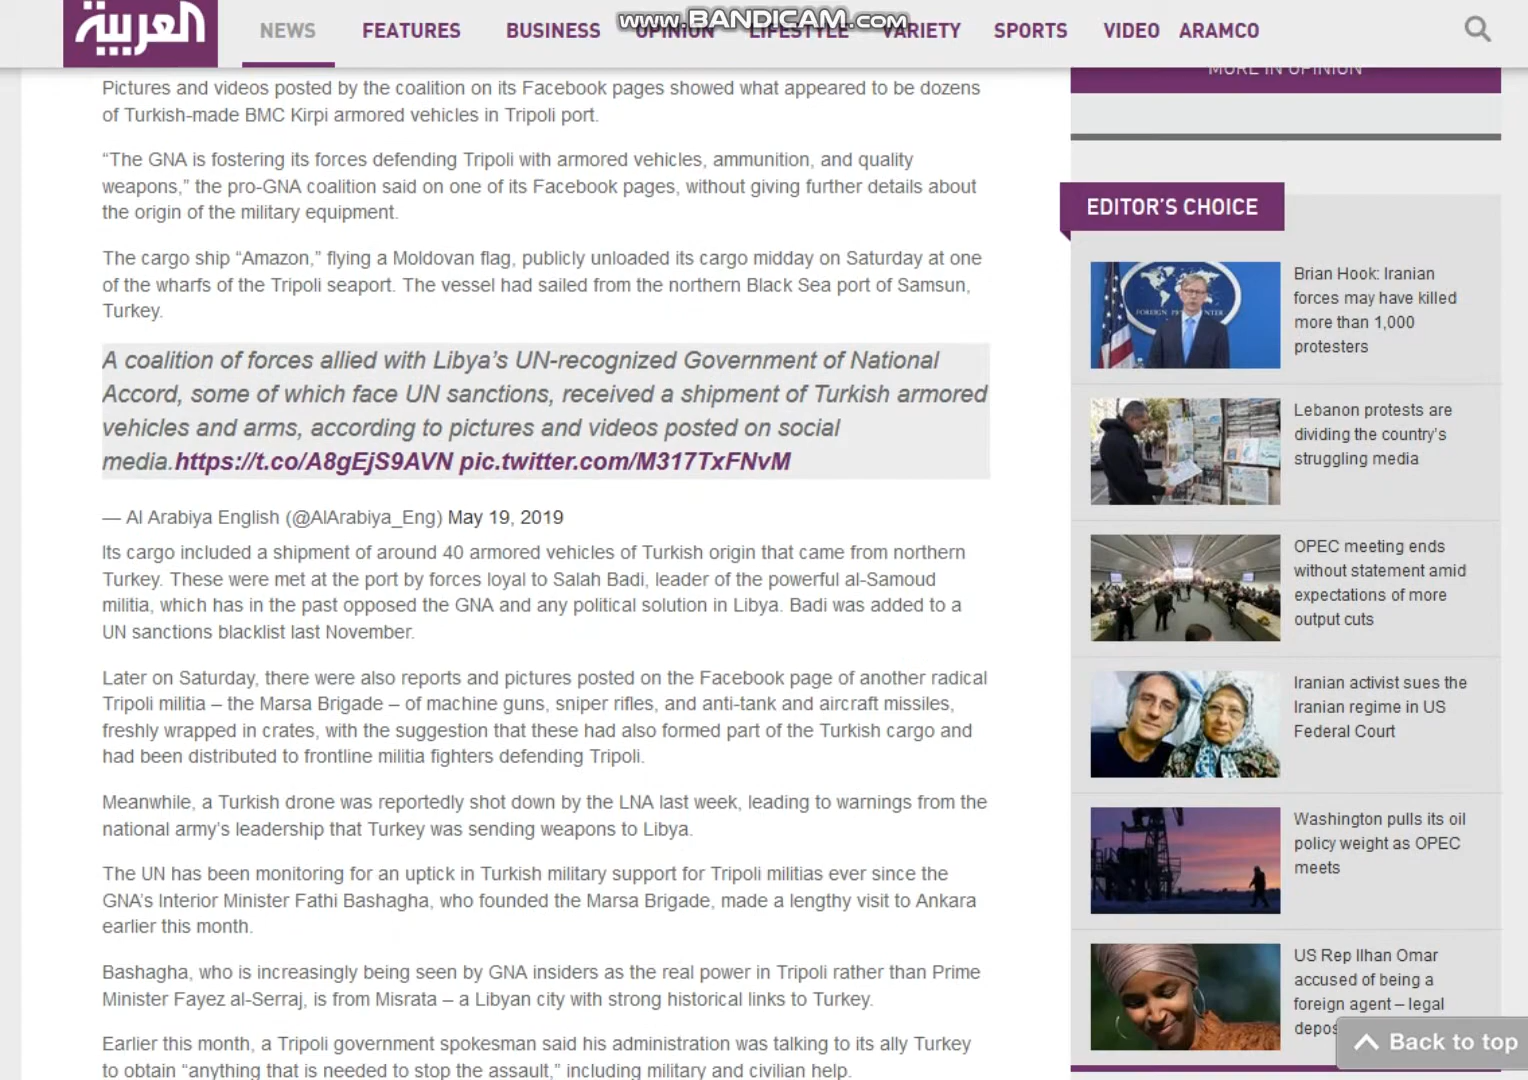 العربية
NEWS
FEATURES
BUSINESS
OPINION
LIFESTYLE
VARIETY
SPORTS
VIDEO
ARAMCO
www.BANDICAM.com
Pictures and videos posted by the coalition on its Facebook pages showed what appeared to be dozens
of Turkish-made BMC Kirpi armored vehicles in Tripoli port.
“The GNA is fostering its forces defending Tripoli with armored vehicles, ammunition, and quality
weapons,” the pro-GNA coalition said on one of its Facebook pages, without giving further details about
the origin of the military equipment.
The cargo ship “Amazon,” flying a Moldovan flag, publicly unloaded its cargo midday on Saturday at one
of the wharfs of the Tripoli seaport. The vessel had sailed from the northern Black Sea port of Samsun,
Turkey.
A coalition of forces allied with Libya’s UN-recognized Government of National
Accord, some of which face UN sanctions, received a shipment of Turkish armored
vehicles and arms, according to pictures and videos posted on social
media.https://t.co/A8gEjS9AVN pic.twitter.com/M317TxFNvM
— Al Arabiya English (@AlArabiya_Eng) May 19, 2019
Its cargo included a shipment of around 40 armored vehicles of Turkish origin that came from northern
Turkey. These were met at the port by forces loyal to Salah Badi, leader of the powerful al-Samoud
militia, which has in the past opposed the GNA and any political solution in Libya. Badi was added to a
UN sanctions blacklist last November.
Later on Saturday, there were also reports and pictures posted on the Facebook page of another radical
Tripoli militia – the Marsa Brigade – of machine guns, sniper rifles, and anti-tank and aircraft missiles,
freshly wrapped in crates, with the suggestion that these had also formed part of the Turkish cargo and
had been distributed to frontline militia fighters defending Tripoli.
Meanwhile, a Turkish drone was reportedly shot down by the LNA last week, leading to warnings from the
national army’s leadership that Turkey was sending weapons to Libya.
The UN has been monitoring for an uptick in Turkish military support for Tripoli militias ever since the
GNA’s Interior Minister Fathi Bashagha, who founded the Marsa Brigade, made a lengthy visit to Ankara
earlier this month.
Bashagha, who is increasingly being seen by GNA insiders as the real power in Tripoli rather than Prime
Minister Fayez al-Serraj, is from Misrata – a Libyan city with strong historical links to Turkey.
Earlier this month, a Tripoli government spokesman said his administration was talking to its ally Turkey
to obtain “anything that is needed to stop the assault,” including military and civilian help.
MORE IN OPINION
EDITOR’S CHOICE
FOREIGN
Brian Hook: Iranian
forces may have killed
more than 1,000
protesters
Lebanon protests are
dividing the country’s
struggling media
OPEC meeting ends
without statement amid
expectations of more
output cuts
Iranian activist sues the
Iranian regime in US
Federal Court
Washington pulls its oil
policy weight as OPEC
meets
US Rep Ilhan Omar
accused of being a
foreign agent – legal
Back to top